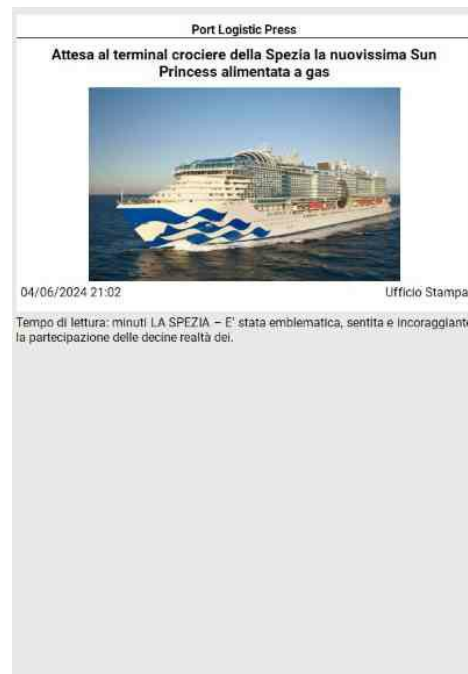 Port Logistic Press
Attesa al terminal crociere della Spezia la nuovissima Sun
Princess alimentata a gas
04/06/2024 21:02
Ufficio Stampa
Tempo di lettura: minuti LA SPEZIA – E' stata emblematica, sentita e incoraggiante
la partecipazione delle decine realtà dei.